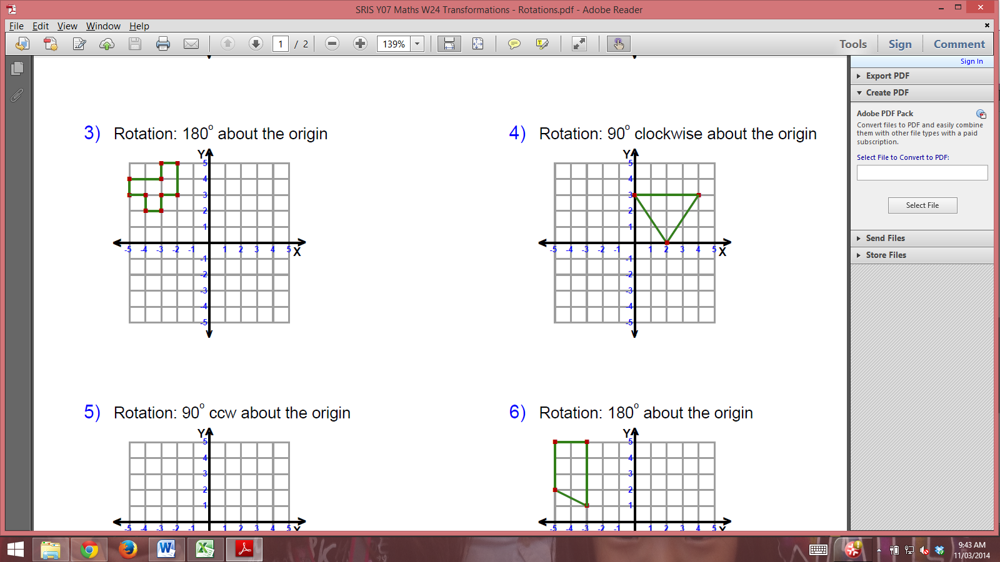 SRIS Y07 Maths W24 Transformations - Rotations.pdf - Adobe Reader
File Edit View Window Help
1 / 2 139% Tools Sign Comment
Sign In
Export PDF
Create PDF
Adobe PDF Pack
Convert files to PDF and easily combine
them with other file types with a paid
subscription.
Select File to Convert to PDF:
Select File
Send Files
Store Files
3) Rotation: 180° about the origin
Y
5
4
3
2
1
-5 -4 -3 -2 -1 1 2 3 4 5 X
-1
-2
-3
-4
-5
4) Rotation: 90° clockwise about the origin
Y
5
4
3
2
1
-5 -4 -3 -2 -1 1 2 3 4 5 X
-1
-2
-3
-4
-5
5) Rotation: 90° ccw about the origin
Y
5
4
3
2
1
-5 -4 -3 -2 -1 1 2 3 4 5 X
6) Rotation: 180° about the origin
Y
5
4
3
2
1
-5 -4 -3 -2 -1 1 2 3 4 5 X
9:43 AM
11/03/2014